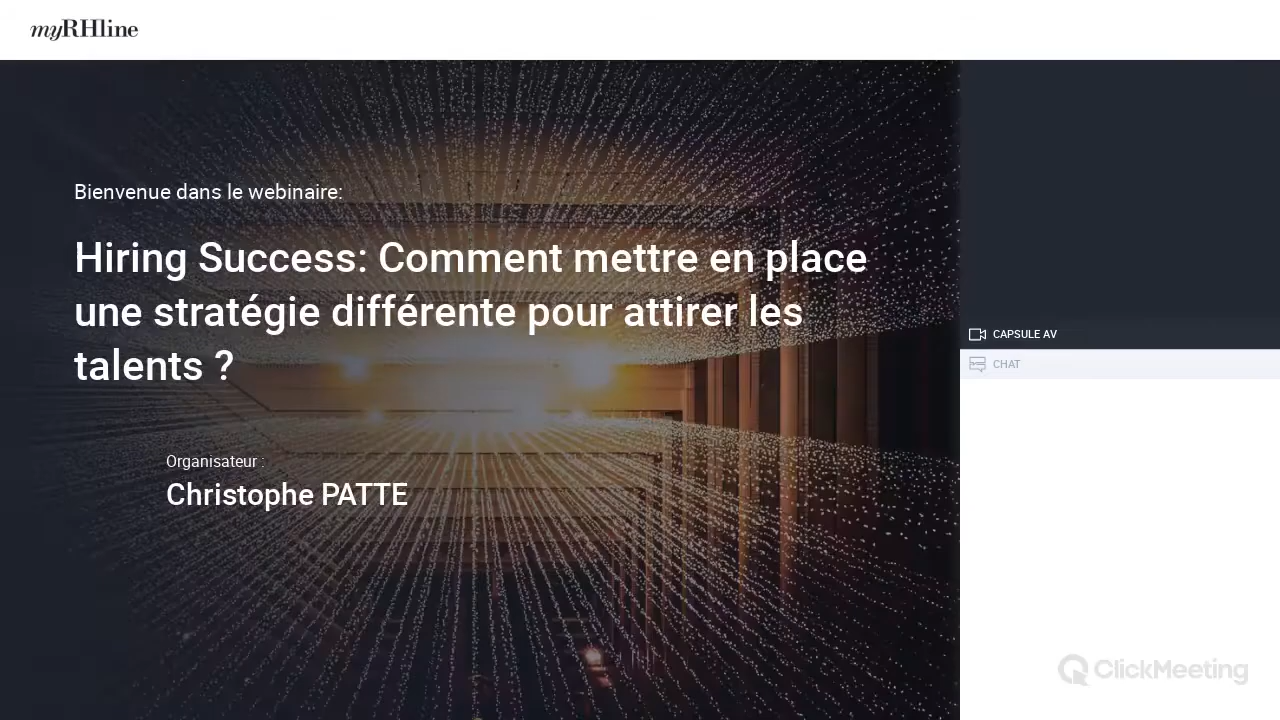 myRHline
Bienvenue dans le webinaire:
Hiring Success: Comment mettre en place
une stratégie différente pour attirer les
talents ?
Organisateur :
Christophe PATTE
CAPSULE AV
CHAT
ClickMeeting